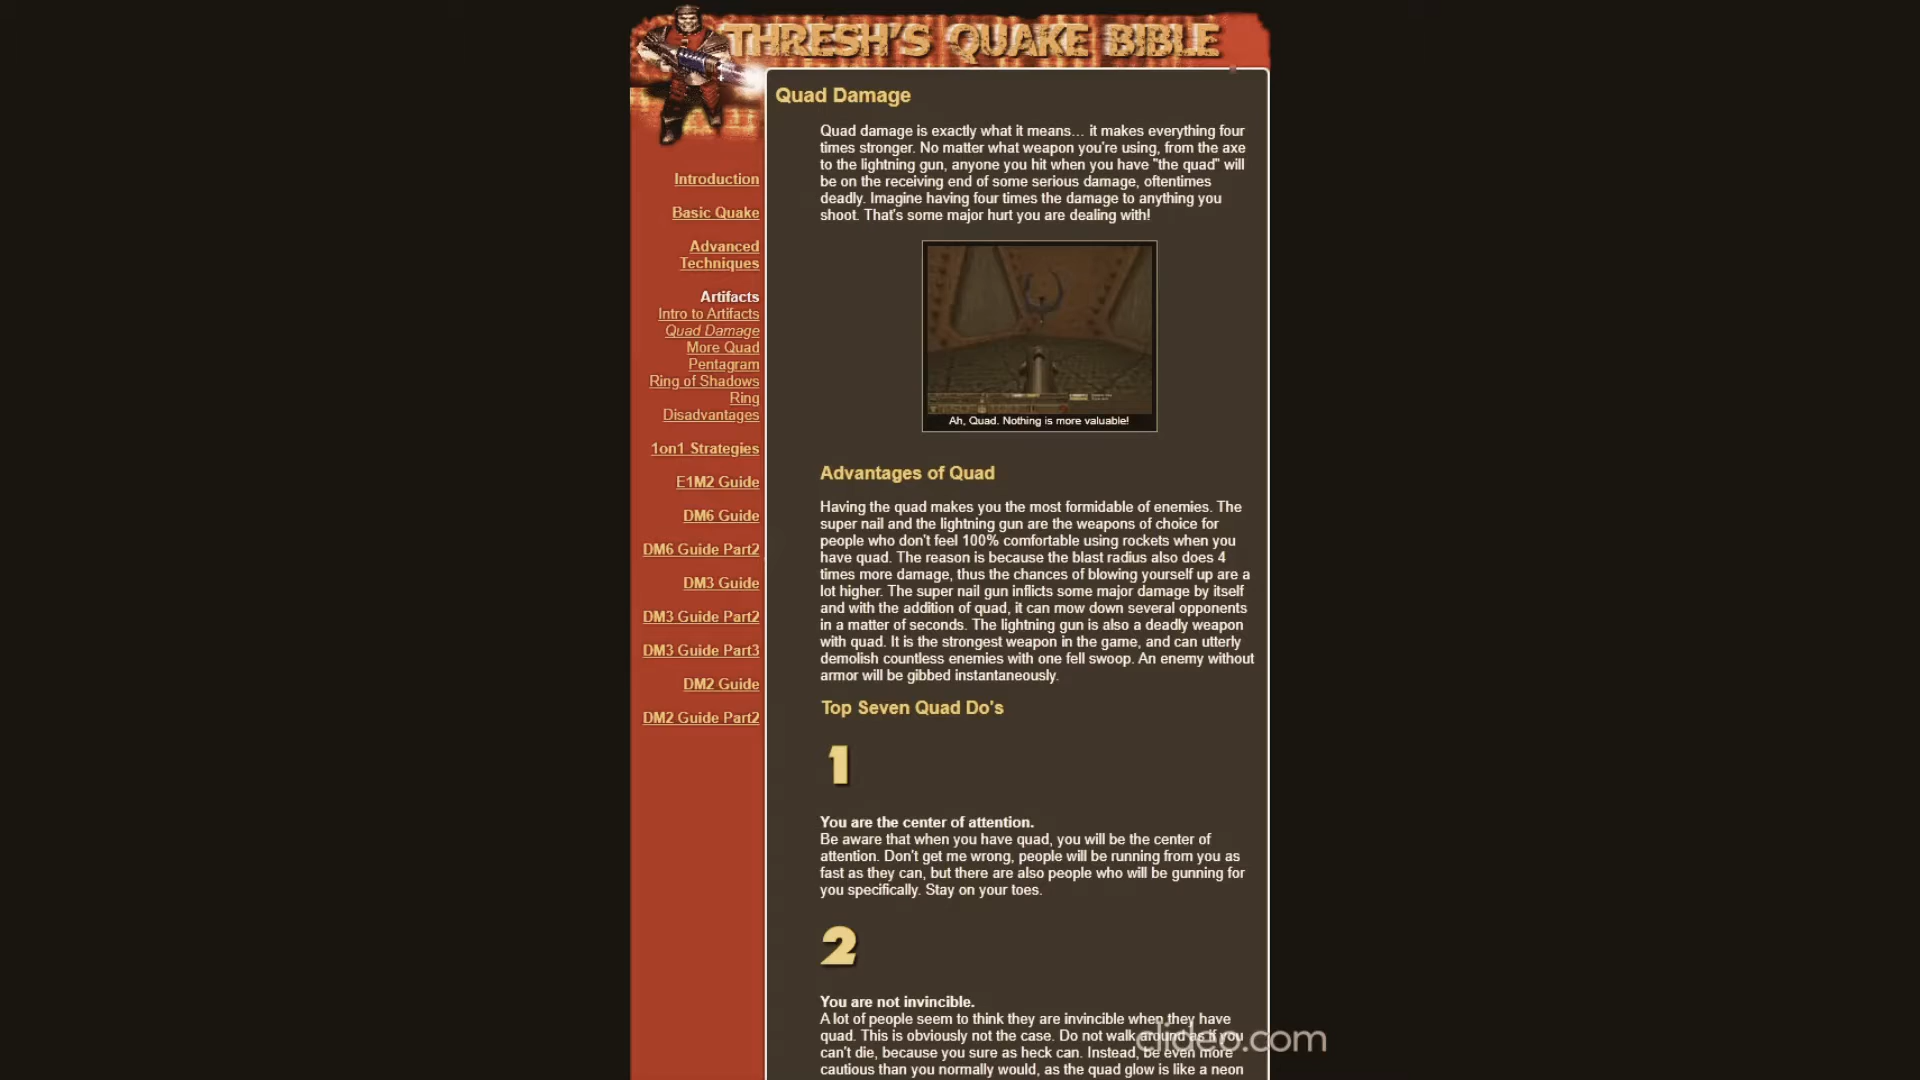 THRESH'S QUAKE BIBLE
Introduction
Basic Quake
Advanced
Techniques
Artifacts
Intro to Artifacts
Quad Damage
More Quad
Pentagram
Ring of Shadows
Ring
Disadvantages
1on1 Strategies
E1M2 Guide
DM6 Guide
DM6 Guide Part2
DM3 Guide
DM3 Guide Part2
DM3 Guide Part3
DM2 Guide
DM2 Guide Part2
Quad Damage
Quad damage is exactly what it means... it makes everything four
times stronger. No matter what weapon you're using, from the axe
to the lightning gun, anyone you hit when you have "the quad" will
be on the receiving end of some serious damage, oftentimes
deadly. Imagine having four times the damage to anything you
shoot. That's some major hurt you are dealing with!
Ah, Quad. Nothing is more valuable!
Advantages of Quad
Having the quad makes you the most formidable of enemies. The
super nail and the lightning gun are the weapons of choice for
people who don't feel 100% comfortable using rockets when you
have quad. The reason is because the blast radius also does 4
times more damage, thus the chances of blowing yourself up are a
lot higher. The super nail gun inflicts some major damage by itself
and with the addition of quad, it can mow down several opponents
in a matter of seconds. The lightning gun is also a deadly weapon
with quad. It is the strongest weapon in the game, and can utterly
demolish countless enemies with one fell swoop. An enemy without
armor will be gibbed instantaneously.
Top Seven Quad Do's
1
You are the center of attention.
Be aware that when you have quad, you will be the center of
attention. Don't get me wrong, people will be running from you as
fast as they can, but there are also people who will be gunning for
you specifically. Stay on your toes.
2
You are not invincible.
A lot of people seem to think they are invincible when they have
quad. This is obviously not the case. Do not walk around as if you
can't die, because you sure as heck can. Instead, be even more
cautious than you normally would, as the quad glow is like a neon
clideo.com